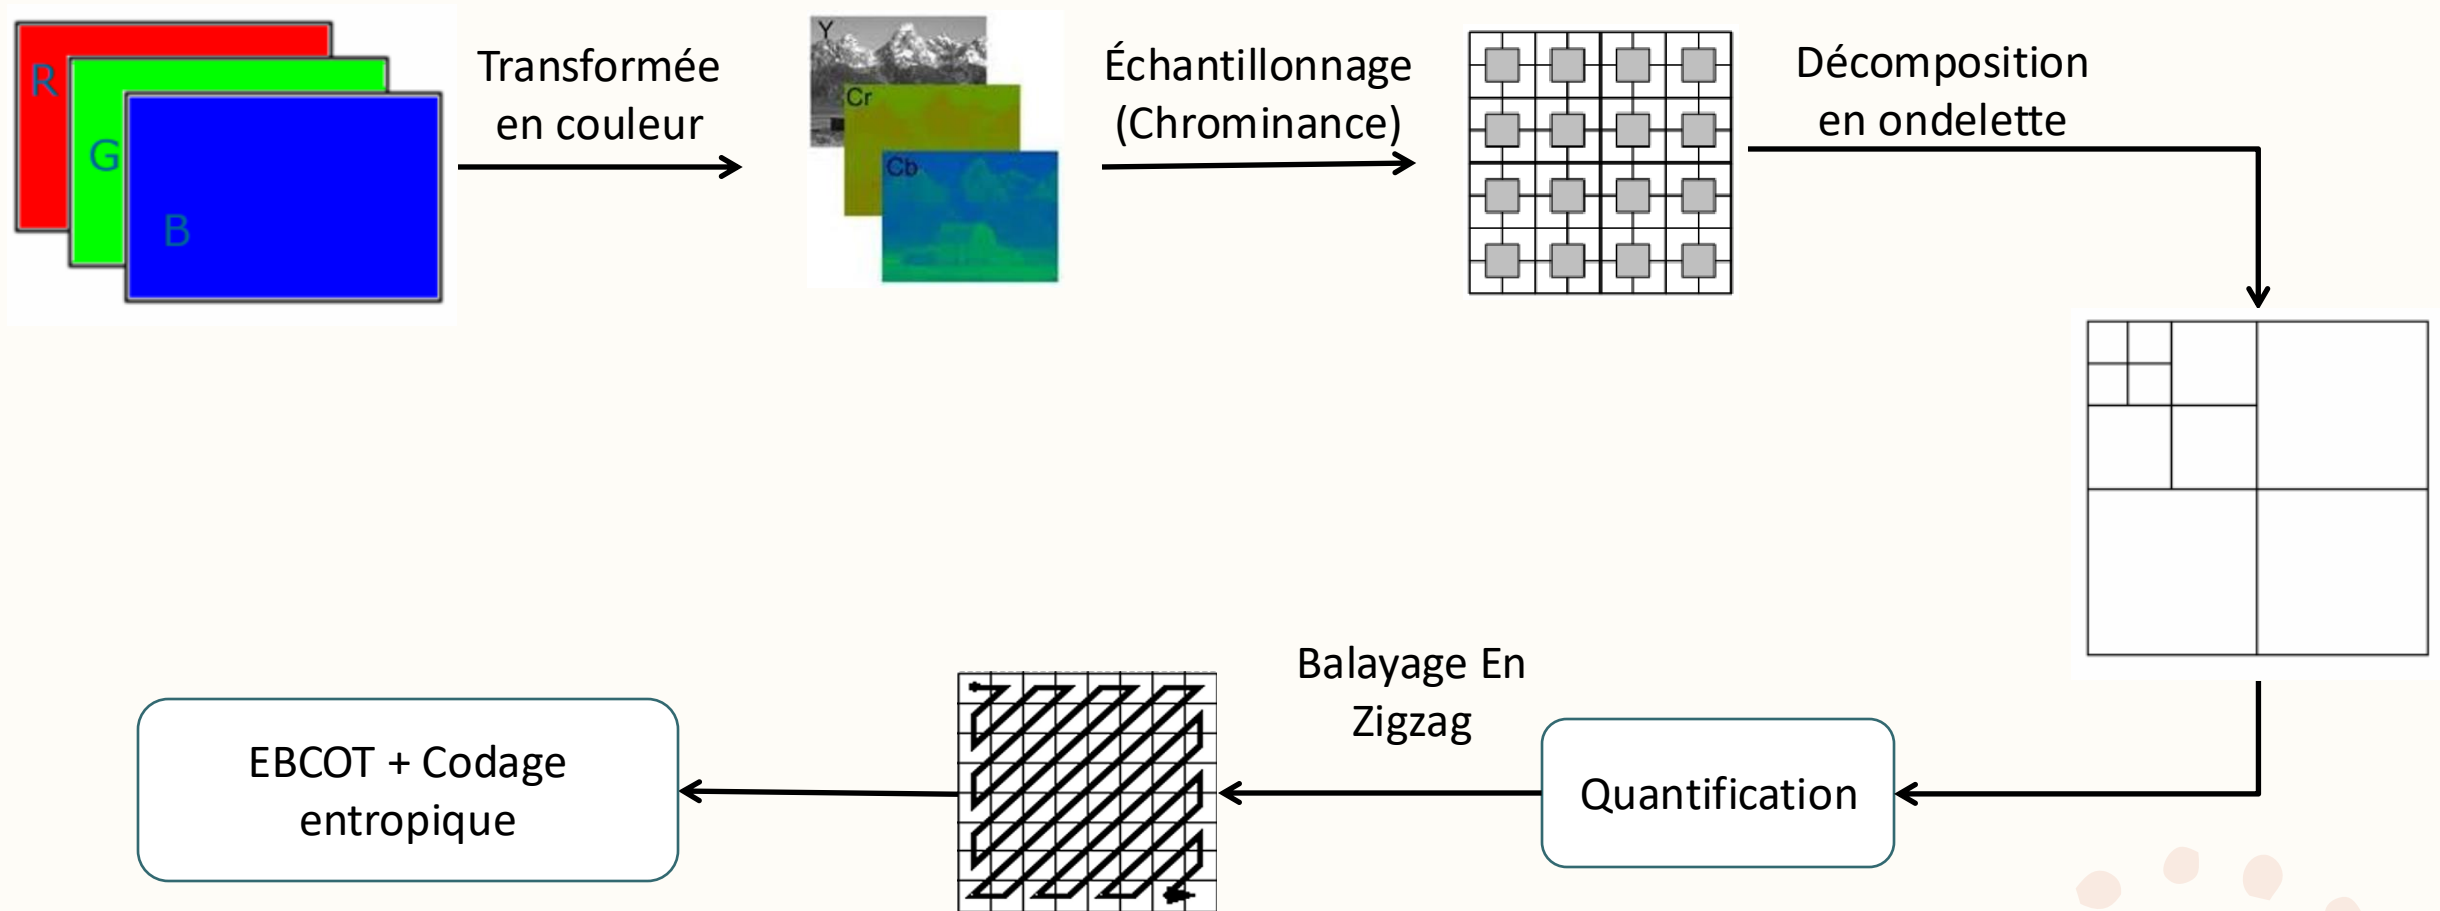 R
G
B
Transformée
en couleur
Y
Cr
Cb
Échantillonnage
(Chrominance)
Décomposition
en ondelette
Balayage En
Zigzag
Quantification
EBCOT + Codage
entropique